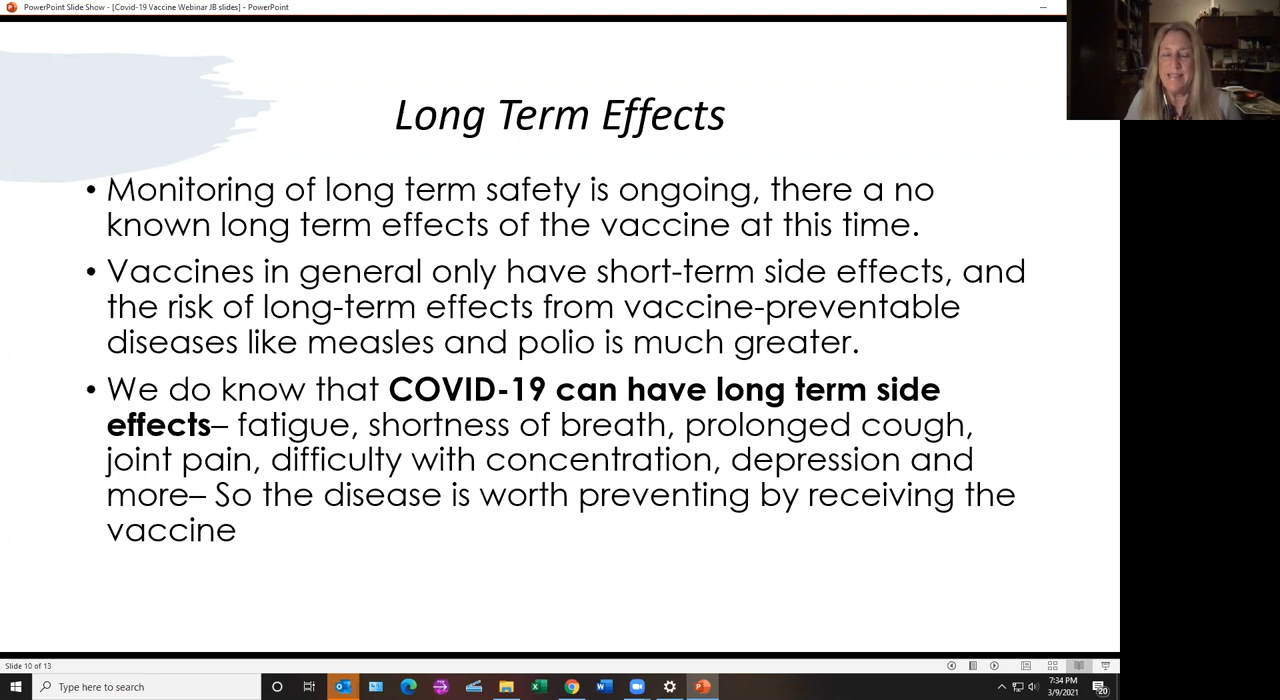 PowerPoint Slide Show - [Covid-19 Vaccine Webinar JB slides] - PowerPoint
Long Term Effects
• Monitoring of long term safety is ongoing, there a no
known long term effects of the vaccine at this time.
• Vaccines in general only have short-term side effects, and
the risk of long-term effects from vaccine-preventable
diseases like measles and polio is much greater.
• We do know that COVID-19 can have long term side
effects– fatigue, shortness of breath, prolonged cough,
joint pain, difficulty with concentration, depression and
more– So the disease is worth preventing by receiving the
vaccine
Slide 10 of 13
Type here to search
7:34 PM
3/9/2021
20